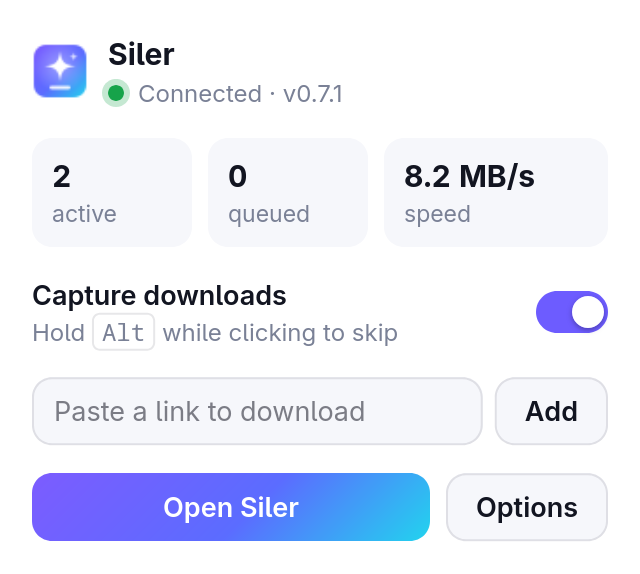 Siler
Connected · v0.7.1
2
active
0
queued
8.2 MB/s
speed
Capture downloads
Hold Alt while clicking to skip
Paste a link to download
Add
Open Siler
Options